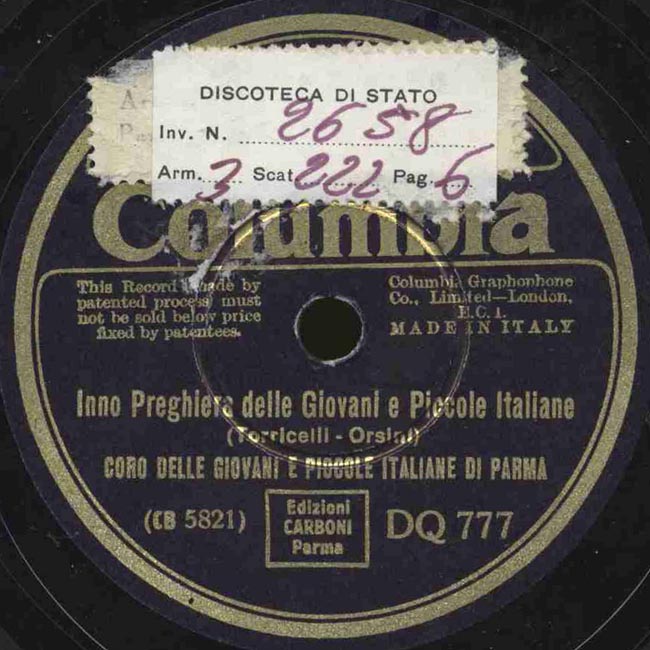 DISCOTECA DI STATO
Inv. N. 2658
Arm. 3 Scat. 222 Pag. 6
Columbia
This Record made by
patented process must
not be sold below price
fixed by patentees.
Columbia Graphophone
Co., Limited—London,
E.C.1.
MADE IN ITALY
Inno Preghiera delle Giovani e Piccole Italiane
(Torricelli - Orsini)
CORO DELLE GIOVANI E PICCOLE ITALIANE DI PARMA
(CB 5821)
Edizioni
CARBONI
Parma
DQ 777